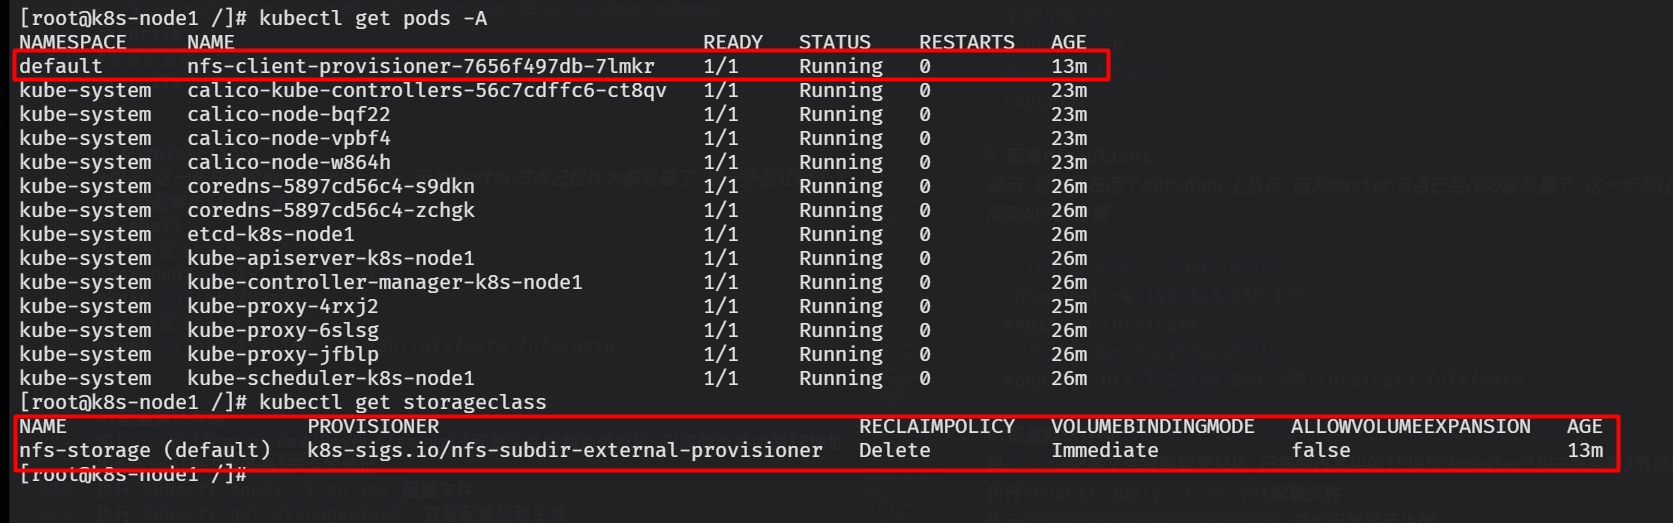 [root@k8s-node1 /]# kubectl get pods -A
NAMESPACE NAME READY STATUS RESTARTS AGE
default nfs-client-provisioner-7656f497db-7lmkr 1/1 Running 0 13m
kube-system calico-kube-controllers-56c7cdffc6-ct8qv 1/1 Running 0 23m
kube-system calico-node-bqf22 1/1 Running 0 23m
kube-system calico-node-vpbf4 1/1 Running 0 23m
kube-system calico-node-w864h 1/1 Running 0 23m
kube-system coredns-5897cd56c4-s9dkn 1/1 Running 0 26m
kube-system coredns-5897cd56c4-zchgk 1/1 Running 0 26m
kube-system etcd-k8s-node1 1/1 Running 0 26m
kube-system kube-apiserver-k8s-node1 1/1 Running 0 26m
kube-system kube-controller-manager-k8s-node1 1/1 Running 0 26m
kube-system kube-proxy-4rxj2 1/1 Running 0 25m
kube-system kube-proxy-6slsg 1/1 Running 0 26m
kube-system kube-proxy-jfblp 1/1 Running 0 26m
kube-system kube-scheduler-k8s-node1 1/1 Running 0 26m
[root@k8s-node1 /]# kubectl get storageclass
NAME PROVISIONER RECLAIMPOLICY VOLUMEBINDINGMODE ALLOWVOLUMEEXPANSION AGE
nfs-storage (default) k8s-sigs.io/nfs-subdir-external-provisioner Delete Immediate false 13m
[root@k8s-node1 /]#